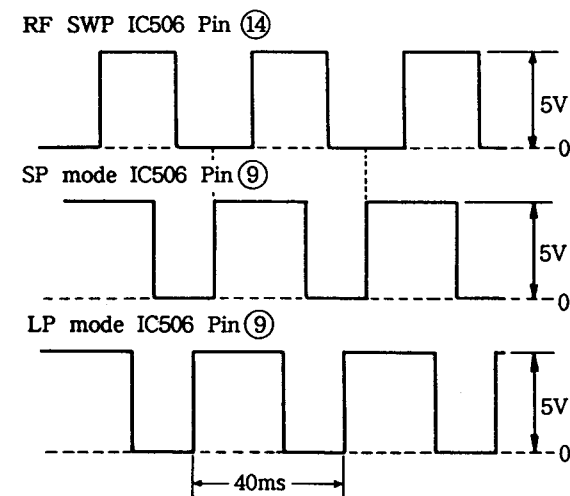 RF SWP IC506 Pin ⑭
5V
0
SP mode IC506 Pin ⑨
5V
0
LP mode IC506 Pin ⑨
5V
0
40ms